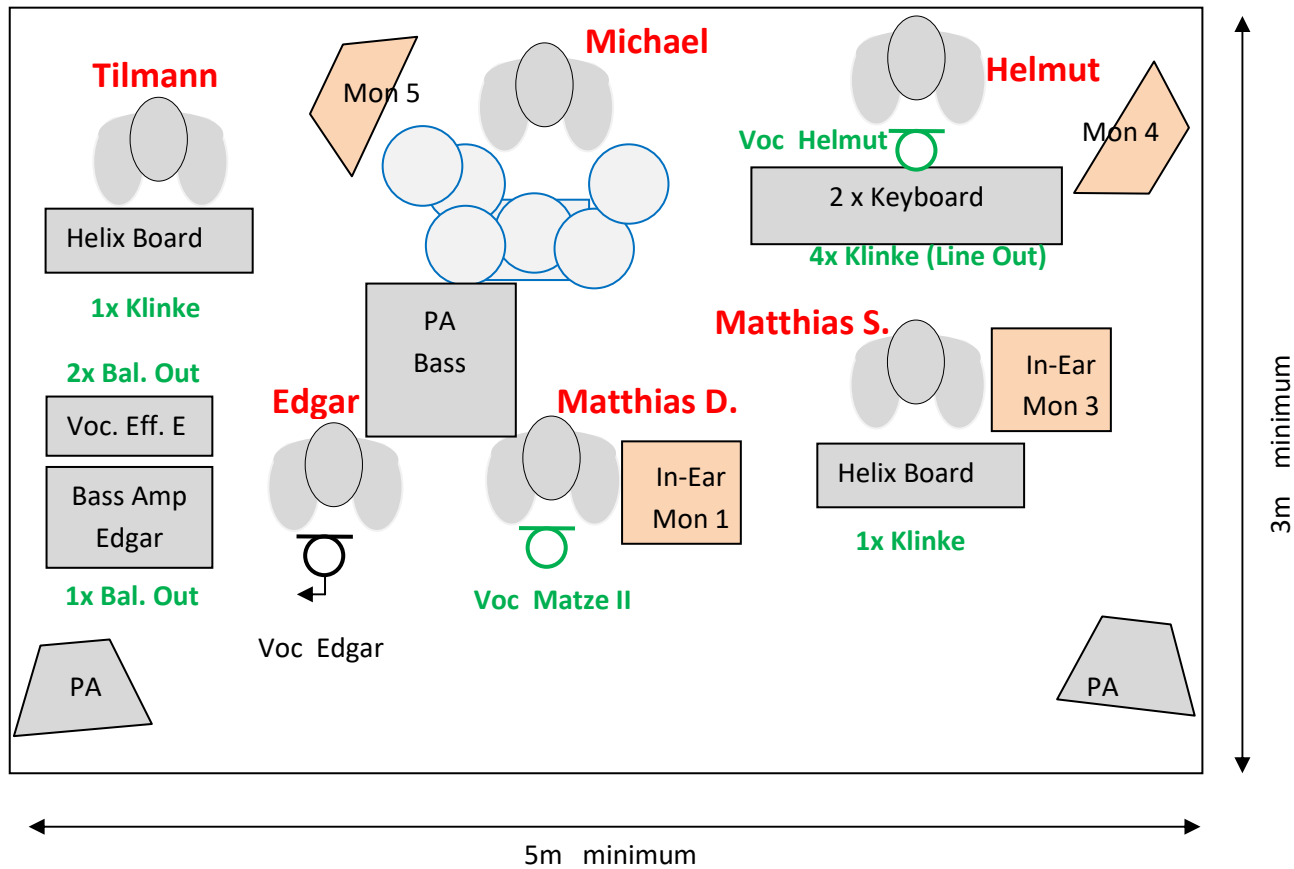 Michael
Tilmann
Helmut
Mon 5
Mon 4
Voc Helmut
2 x Keyboard
Helix Board
4x Klinke (Line Out)
1x Klinke
PA
Bass
Matthias S.
In-Ear
Mon 3
2x Bal. Out
Voc. Eff. E
Edgar
Matthias D.
Helix Board
In-Ear
Mon 1
Bass Amp
Edgar
1x Klinke
1x Bal. Out
Voc Matze II
Voc Edgar
PA
PA
3m minimum
5m minimum